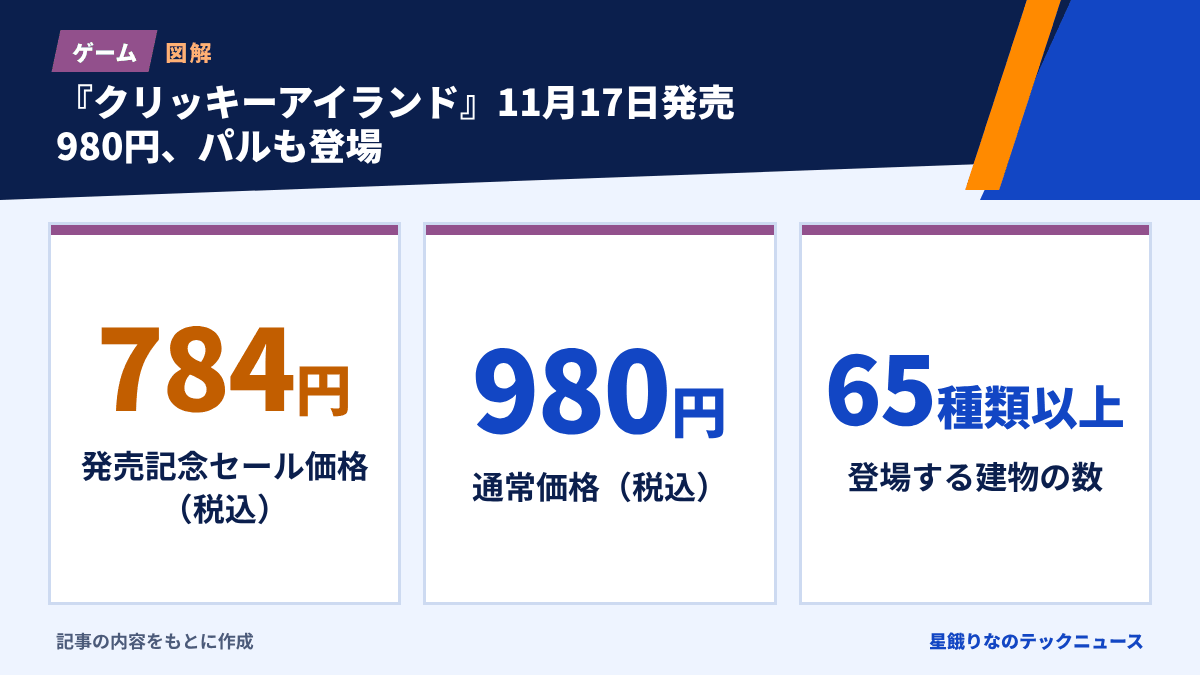 ゲーム 図解
『クリッキーアイランド』11月17日発売
980円、パルも登場
784円
発売記念セール価格
（税込）
980円
通常価格（税込）
65種類以上
登場する建物の数
記事の内容をもとに作成
星餓りなのテックニュース